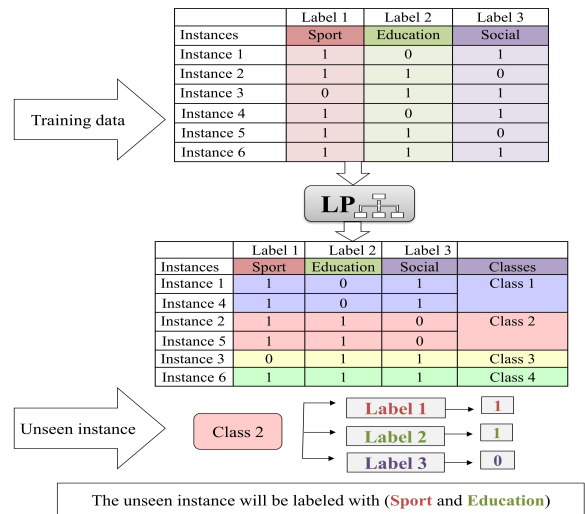 Label 1 Label 2 Label 3
Instances Sport Education Social
Instance 1 1 0 1
Instance 2 1 1 0
Instance 3 0 1 1
Instance 4 1 0 1
Instance 5 1 1 0
Instance 6 1 1 1
Training data
LP
Label 1 Label 2 Label 3
Instances Sport Education Social Classes
Instance 1 1 0 1 Class 1
Instance 4 1 0 1
Instance 2 1 1 0 Class 2
Instance 5 1 1 0
Instance 3 0 1 1 Class 3
Instance 6 1 1 1 Class 4
Unseen instance
Class 2
Label 1 1
Label 2 1
Label 3 0
The unseen instance will be labeled with (Sport and Education)